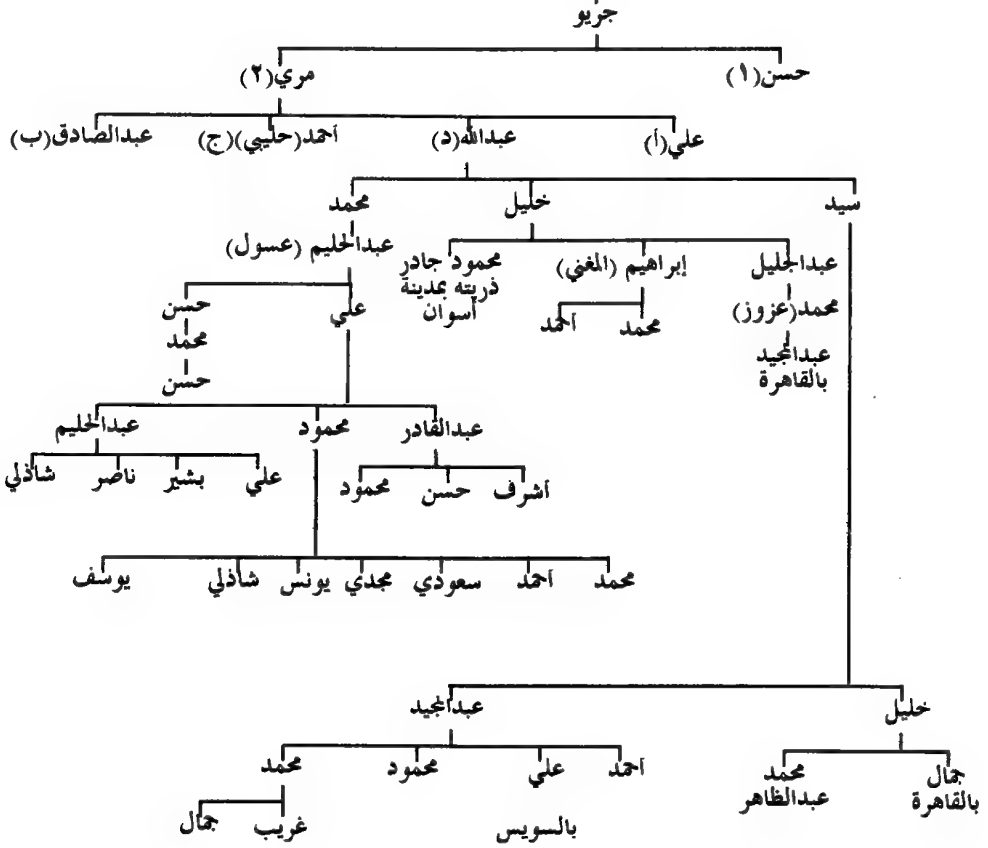 جريو
حسن(١) مري(٢)
علي(أ) عبدالله(د) أحمد(حليبي)(ج) عبدالصادق(ب)
سيد خليل محمد
عبدالجليل إبراهيم (المغني) محمود جادر عبدالحليم (عسول)
ذريته بمدينة
أسوان
محمد(عزوز) محمد أحمد علي حسن
عبدالمجيد محمد
بالقاهرة حسن
عبدالقادر محمود عبدالحليم
أشرف حسن محمود علي بشير ناصر شاذلي
محمد أحمد سعودي مجدي يونس شاذلي يوسف
خليل عبدالمجيد
جمال محمد أحمد علي محمود محمد
بالقاهرة عبدالظاهر
بالسويس غريب جمال